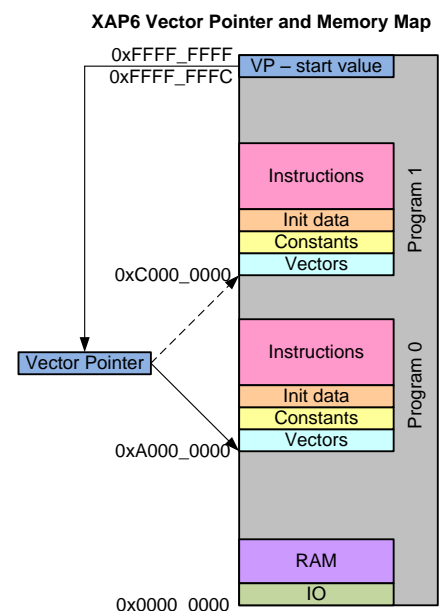 XAP6 Vector Pointer and Memory Map
0xFFFF_FFFF
VP – start value
0xFFFF_FFFC
Instructions
Init data
Constants
Vectors
Program 1
0xC000_0000
Vector Pointer
Instructions
Init data
Constants
Vectors
Program 0
0xA000_0000
RAM
IO
0x0000_0000